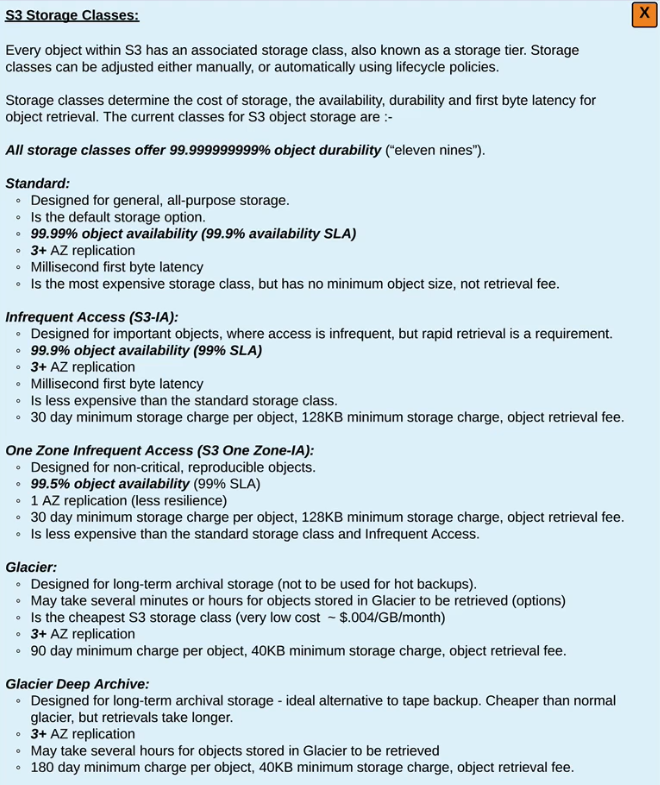 S3 Storage Classes:
X
Every object within S3 has an associated storage class, also known as a storage tier. Storage
classes can be adjusted either manually, or automatically using lifecycle policies.
Storage classes determine the cost of storage, the availability, durability and first byte latency for
object retrieval. The current classes for S3 object storage are :-
All storage classes offer 99.999999999% object durability (“eleven nines”).
Standard:
◦ Designed for general, all-purpose storage.
◦ Is the default storage option.
◦ 99.99% object availability (99.9% availability SLA)
◦ 3+ AZ replication
◦ Millisecond first byte latency
◦ Is the most expensive storage class, but has no minimum object size, not retrieval fee.
Infrequent Access (S3-IA):
◦ Designed for important objects, where access is infrequent, but rapid retrieval is a requirement.
◦ 99.9% object availability (99% SLA)
◦ 3+ AZ replication
◦ Millisecond first byte latency
◦ Is less expensive than the standard storage class.
◦ 30 day minimum storage charge per object, 128KB minimum storage charge, object retrieval fee.
One Zone Infrequent Access (S3 One Zone-IA):
◦ Designed for non-critical, reproducible objects.
◦ 99.5% object availability (99% SLA)
◦ 1 AZ replication (less resilience)
◦ 30 day minimum storage charge per object, 128KB minimum storage charge, object retrieval fee.
◦ Is less expensive than the standard storage class and Infrequent Access.
Glacier:
◦ Designed for long-term archival storage (not to be used for hot backups).
◦ May take several minutes or hours for objects stored in Glacier to be retrieved (options)
◦ Is the cheapest S3 storage class (very low cost ~ $.004/GB/month)
◦ 3+ AZ replication
◦ 90 day minimum charge per object, 40KB minimum storage charge, object retrieval fee.
Glacier Deep Archive:
◦ Designed for long-term archival storage - ideal alternative to tape backup. Cheaper than normal
glacier, but retrievals take longer.
◦ 3+ AZ replication
◦ May take several hours for objects stored in Glacier to be retrieved
◦ 180 day minimum charge per object, 40KB minimum storage charge, object retrieval fee.